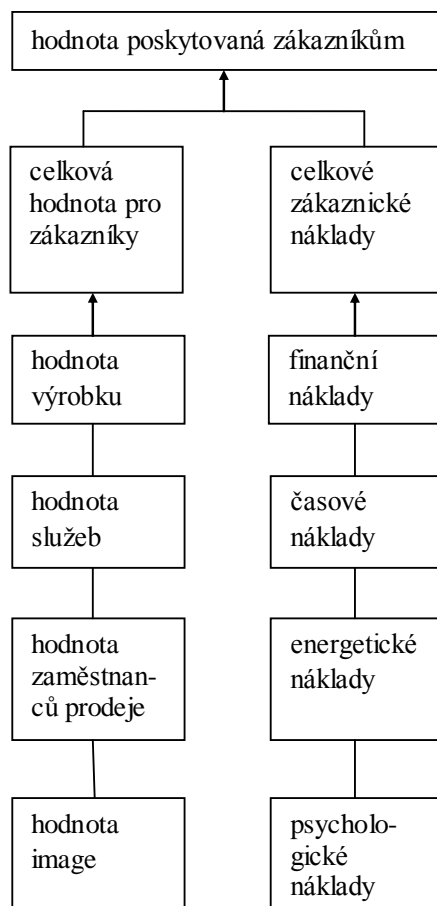 hodnota poskytovaná zákazníkům
celková
hodnota pro
zákazníky
celkové
zákaznické
náklady
hodnota
výrobku
finanční
náklady
hodnota
služeb
časové
náklady
hodnota
zaměstnan-
ců prodeje
energetické
náklady
hodnota
image
psycholo-
gické
náklady